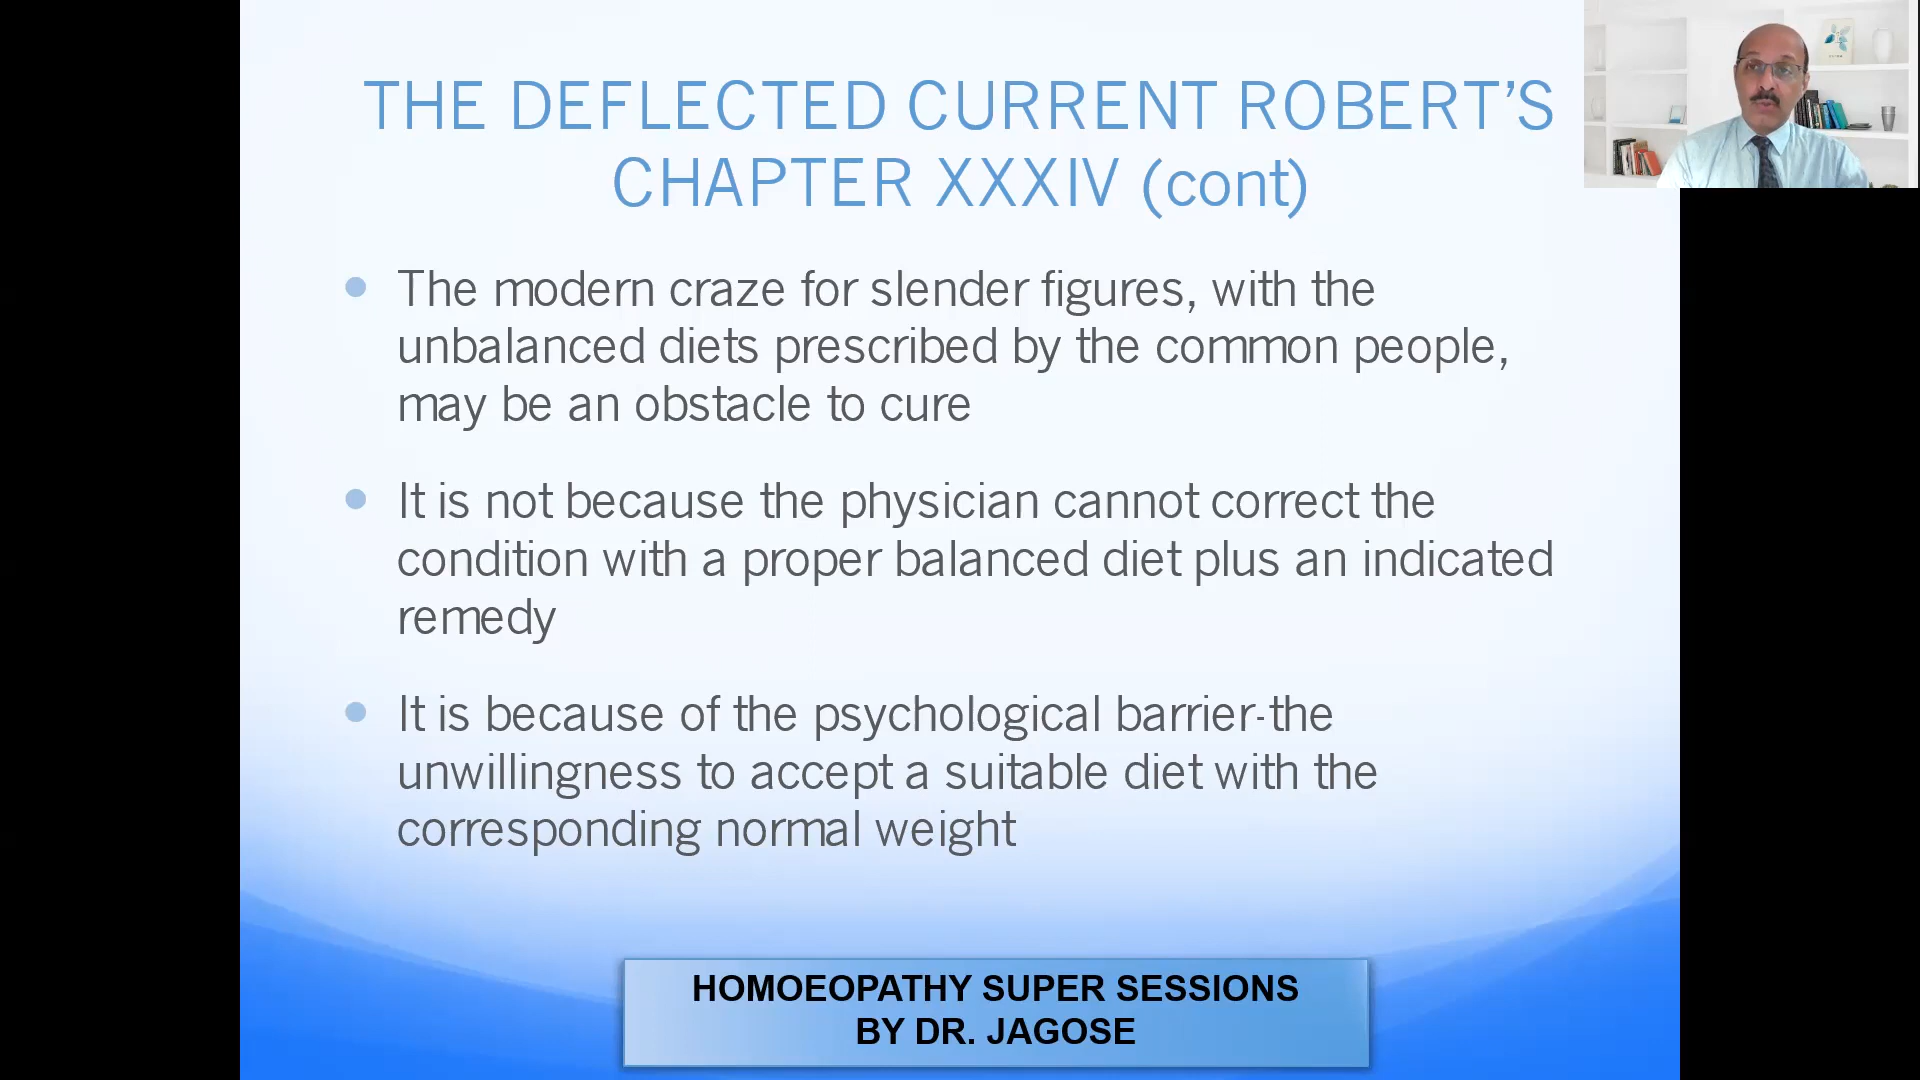 THE DEFLECTED CURRENT ROBERT’S
CHAPTER XXXIV (cont)
The modern craze for slender figures, with the
unbalanced diets prescribed by the common people,
may be an obstacle to cure
It is not because the physician cannot correct the
condition with a proper balanced diet plus an indicated
remedy
It is because of the psychological barrier-the
unwillingness to accept a suitable diet with the
corresponding normal weight
HOMOEOPATHY SUPER SESSIONS
BY DR. JAGOSE